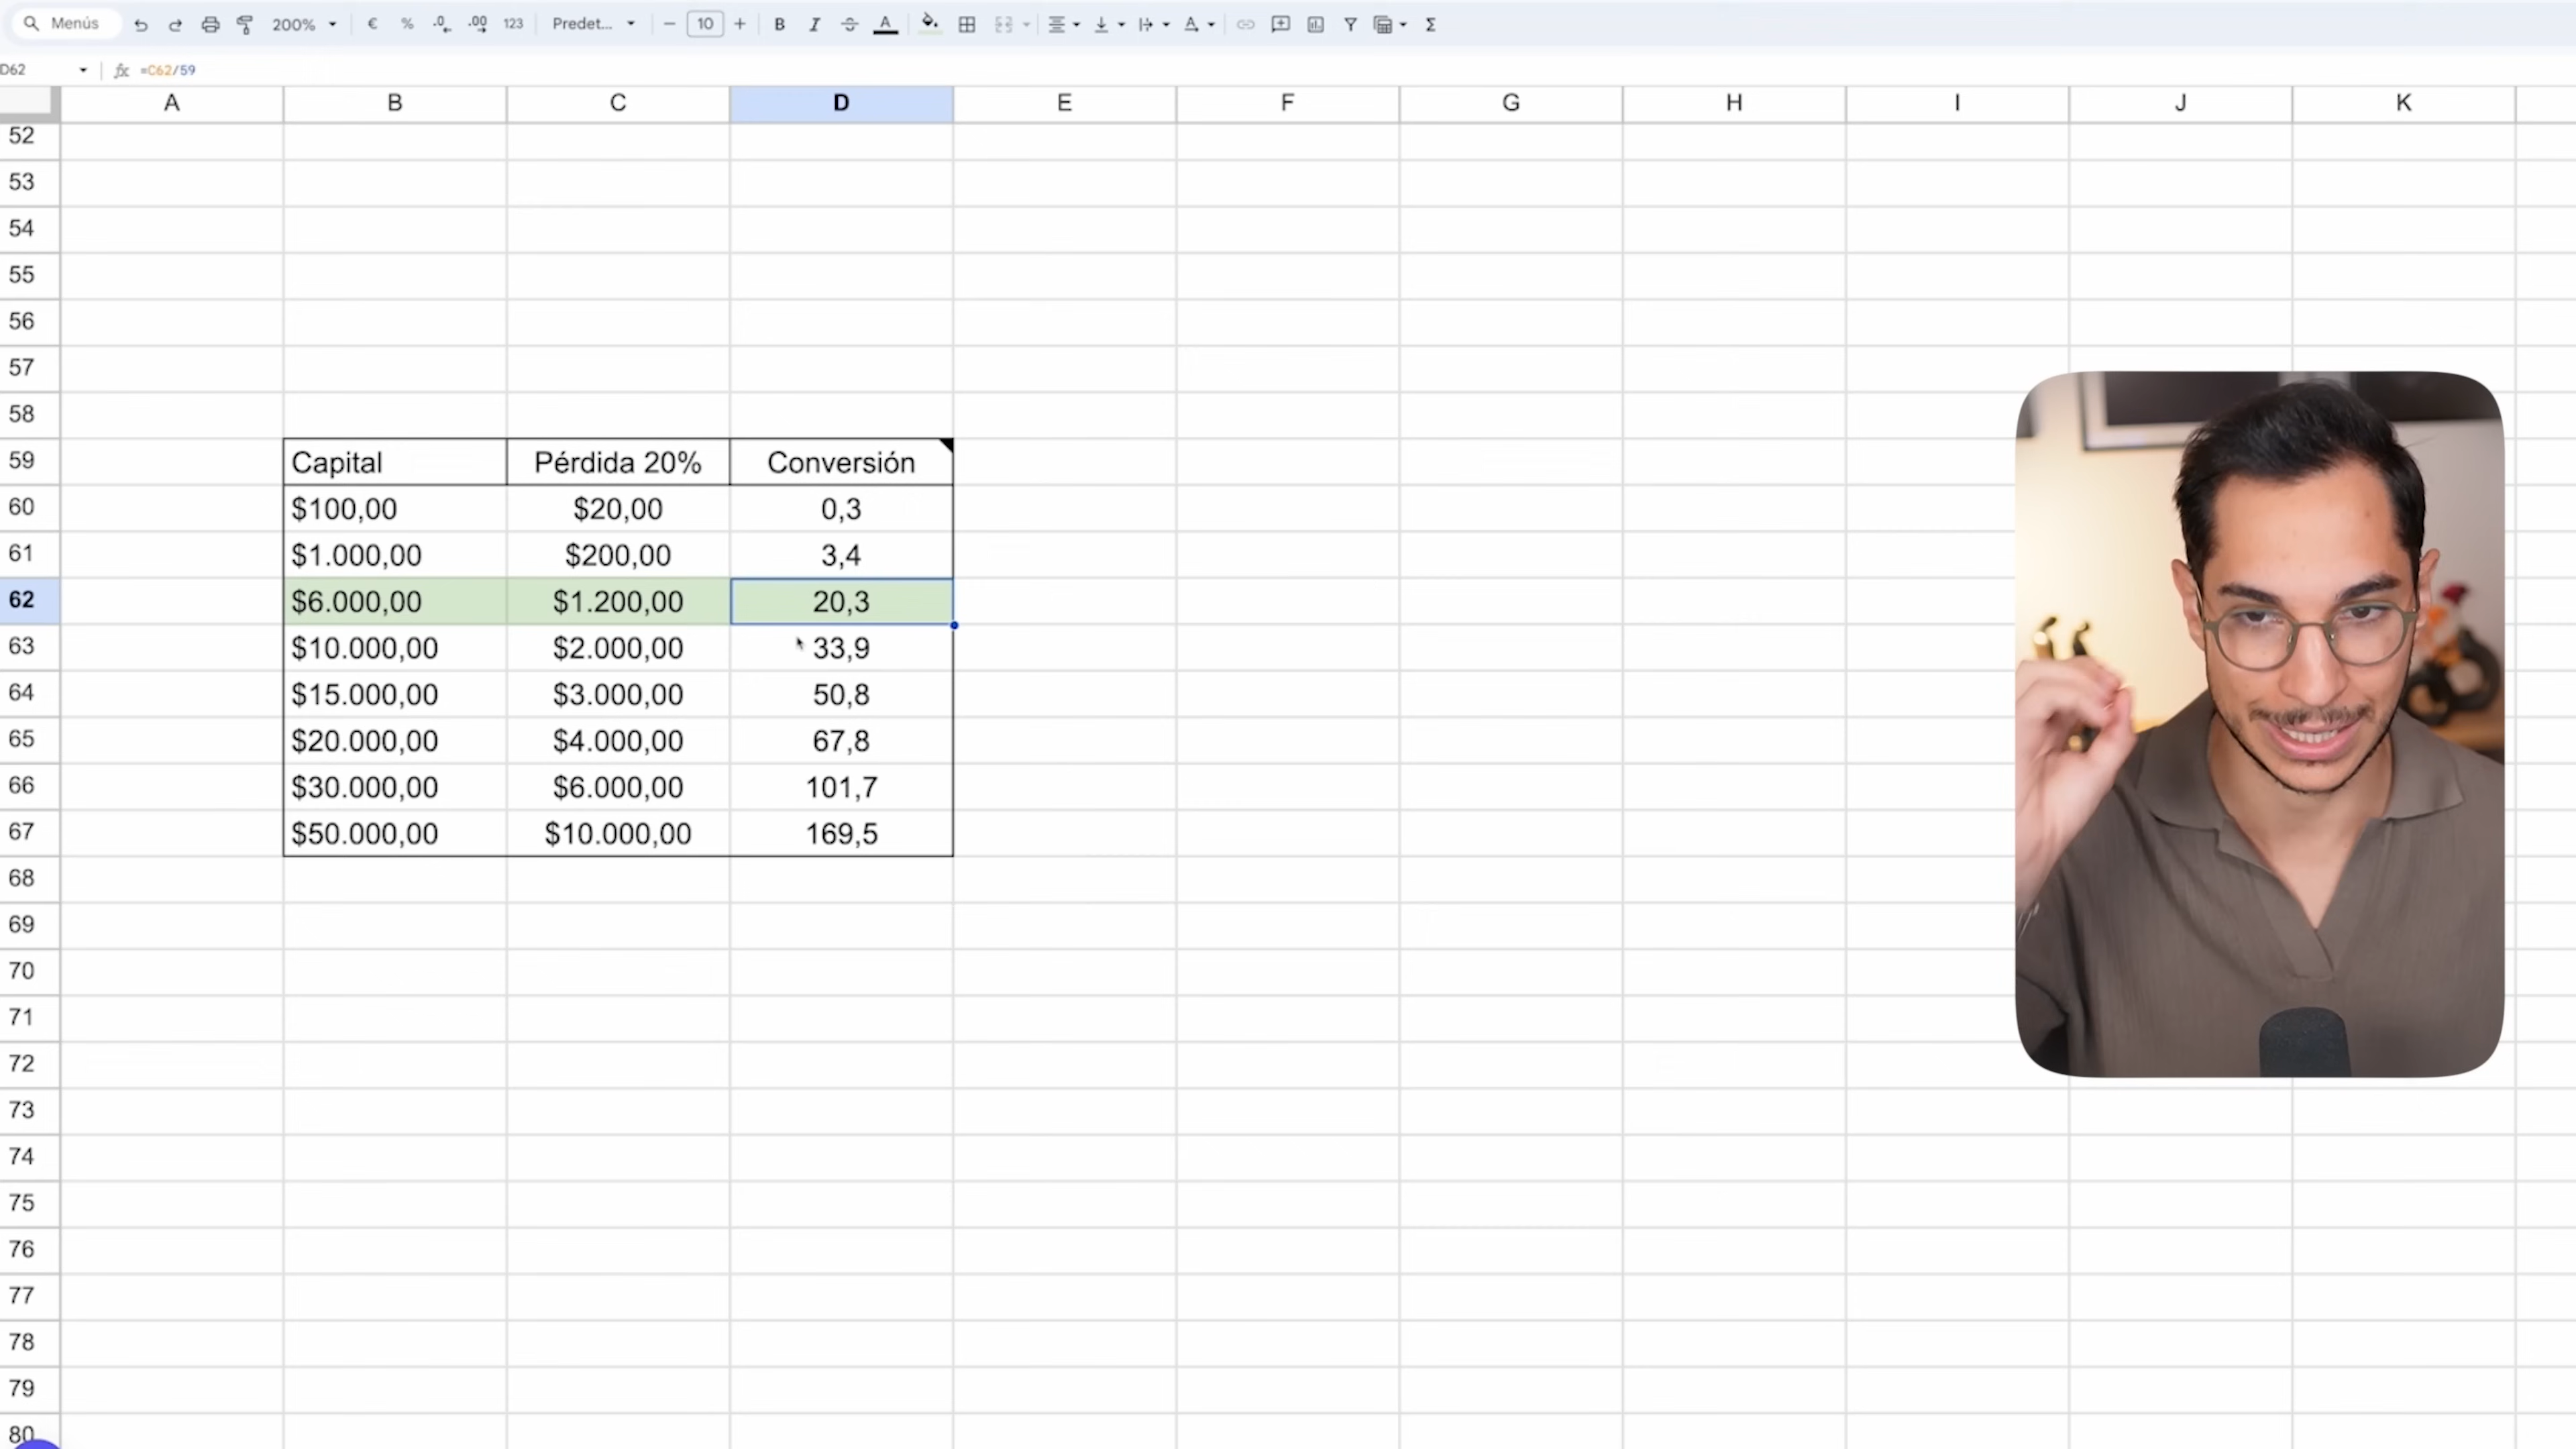 Menús 200% € % .0 .00 123 Predet... − 10 + B I S A Σ
D62 fx =C62/59
A B C D E F G H I J K
52
53
54
55
56
57
58
59 Capital Pérdida 20% Conversión
60 $100,00 $20,00 0,3
61 $1.000,00 $200,00 3,4
62 $6.000,00 $1.200,00 20,3
63 $10.000,00 $2.000,00 33,9
64 $15.000,00 $3.000,00 50,8
65 $20.000,00 $4.000,00 67,8
66 $30.000,00 $6.000,00 101,7
67 $50.000,00 $10.000,00 169,5
68
69
70
71
72
73
74
75
76
77
78
79
80